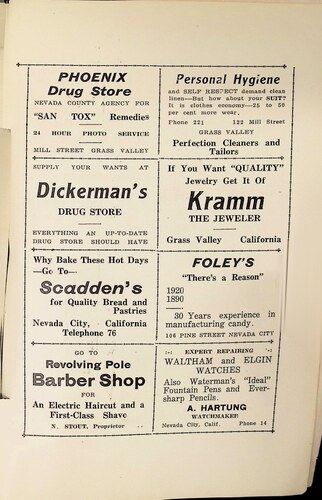 PHOENIX
Drug Store
NEVADA COUNTY AGENCY FOR
"SAN TOX" Remedies
24 HOUR PHOTO SERVICE
MILL STREET GRASS VALLEY
Personal Hygiene
and SELF RESPECT demand clean
linen—But how about your SUIT?
It is clothes economy—25 to 50
per cent more wear.
Phone 221 122 Mill Street
GRASS VALLEY
Perfection Cleaners and
Tailors
SUPPLY YOUR WANTS AT
Dickerman's
DRUG STORE
EVERYTHING AN UP-TO-DATE
DRUG STORE SHOULD HAVE
If You Want "QUALITY"
Jewelry Get It Of
Kramm
THE JEWELER
Grass Valley California
Why Bake These Hot Days
—Go To—
Scadden's
for Quality Bread and
Pastries
Nevada City, California
Telephone 76
FOLEY'S
"There's a Reason"
1920
1890
30 Years experience in
manufacturing candy.
106 PINE STREET NEVADA CITY
GO TO
Revolving Pole
Barber Shop
FOR
An Electric Haircut and a
First-Class Shave
N. STOUT, Proprietor
EXPERT REPAIRING
WALTHAM and ELGIN
WATCHES
Also Waterman's "Ideal"
Fountain Pens and Ever-
sharp Pencils.
A. HARTUNG
WATCHMAKER
Nevada City, Calif. Phone 14